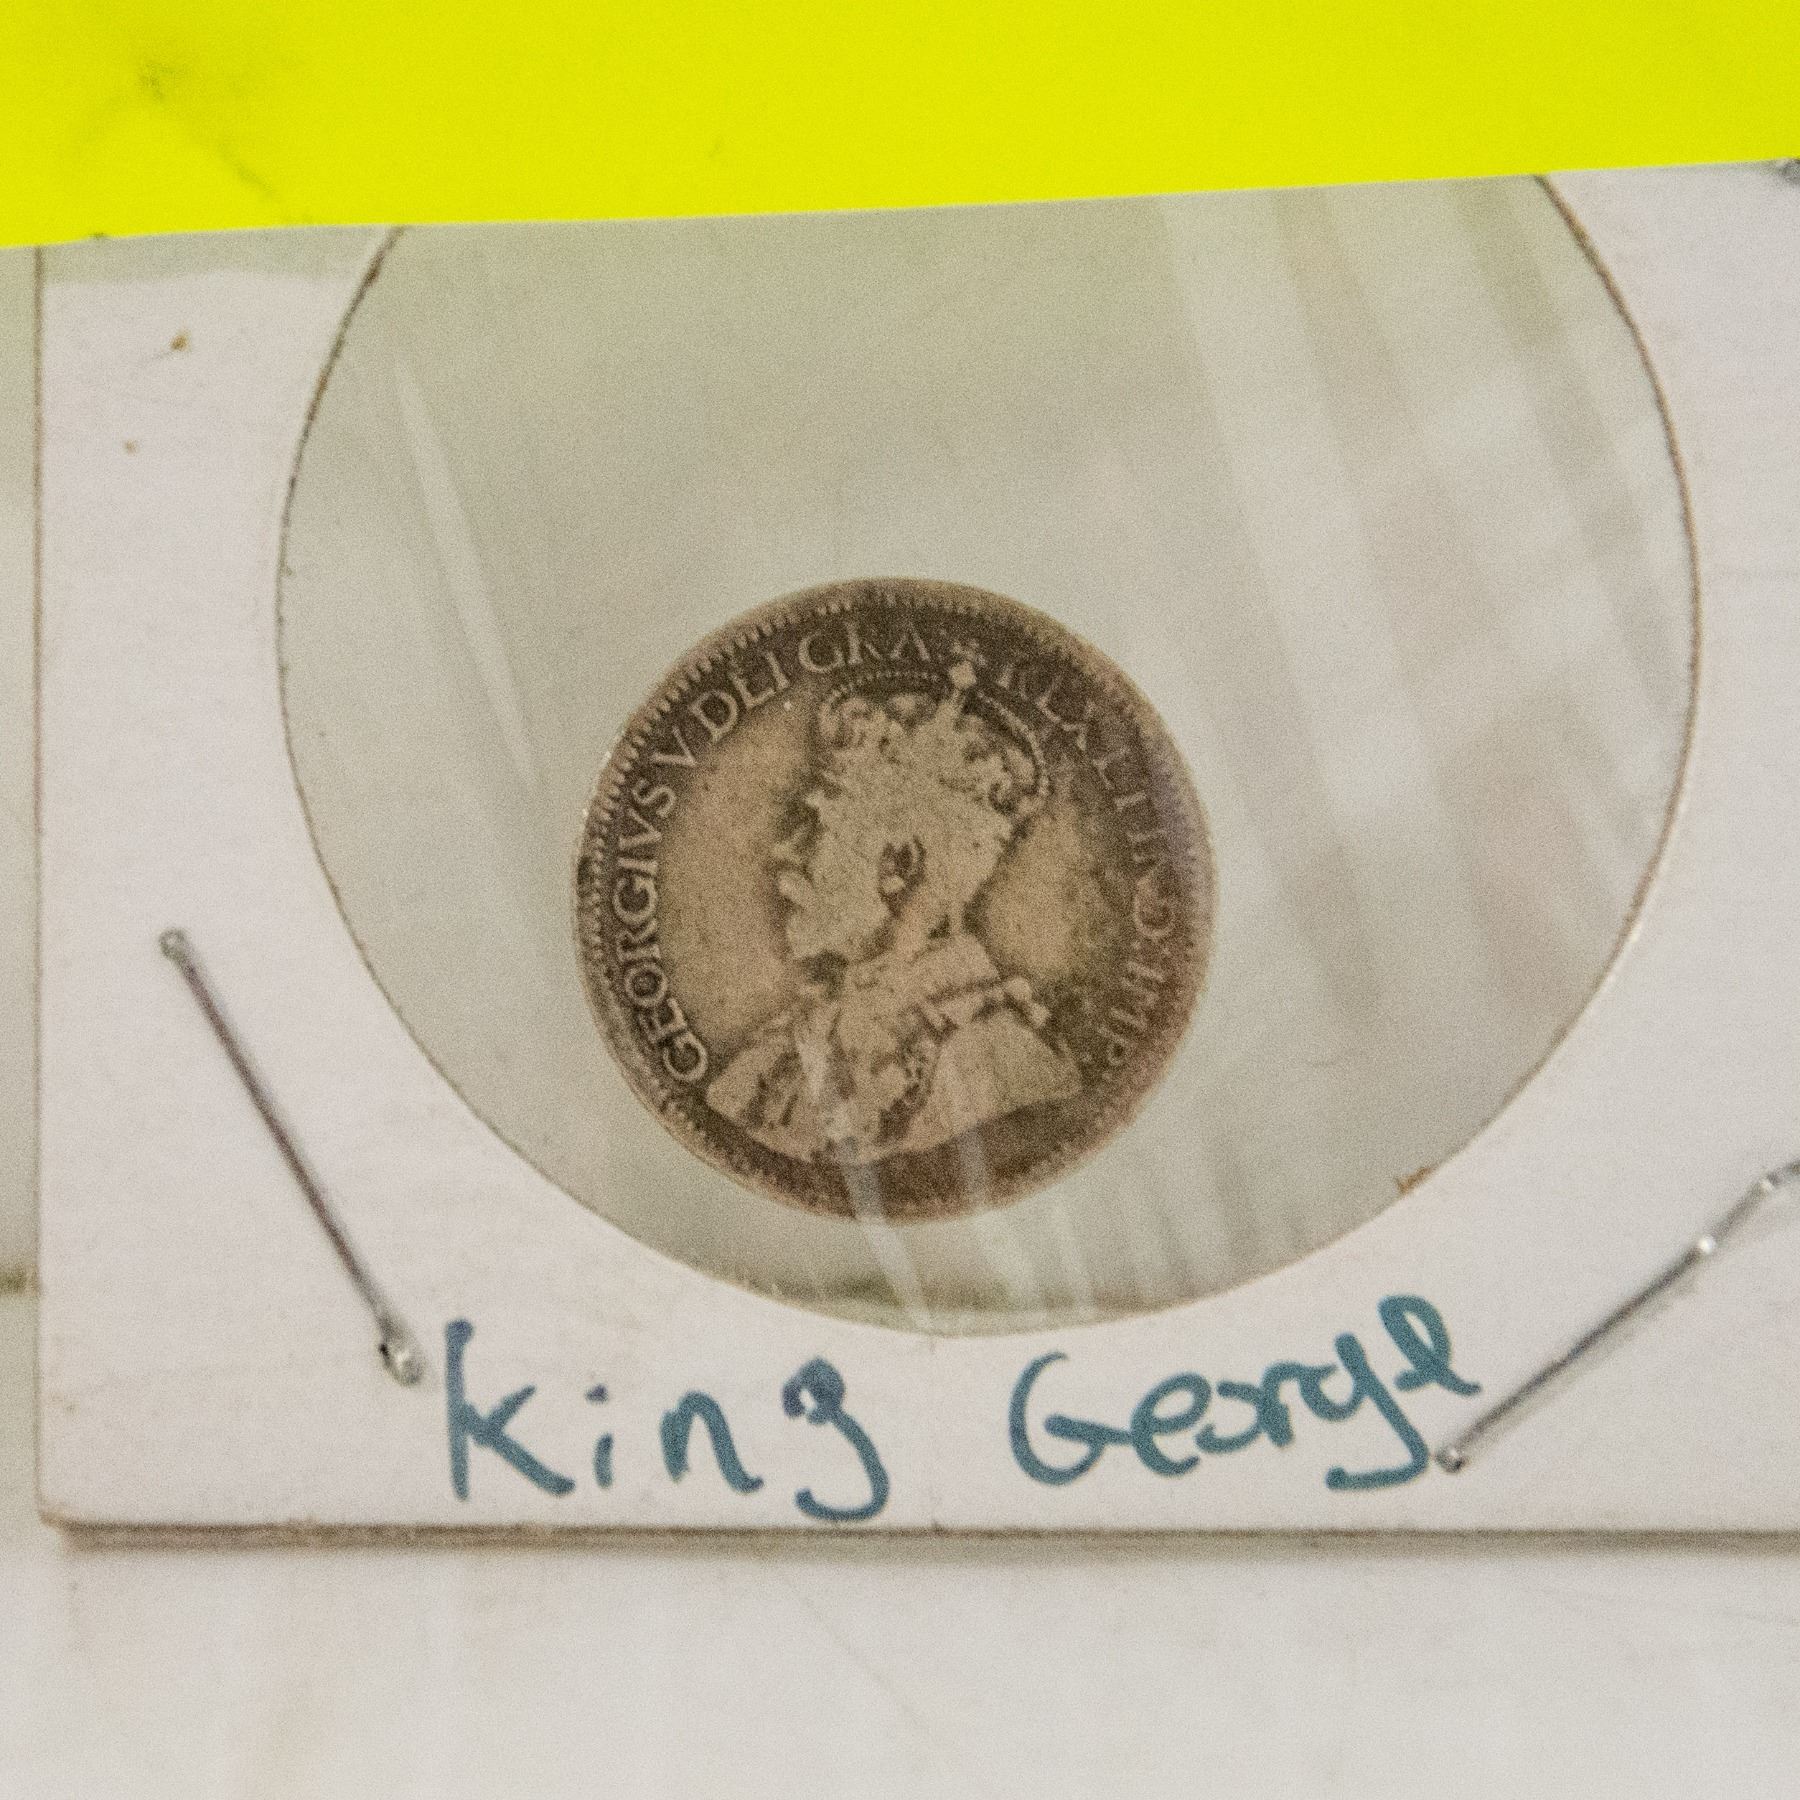 GEORGIVS V DEI GRA: REX ET IND: IMP:
King George